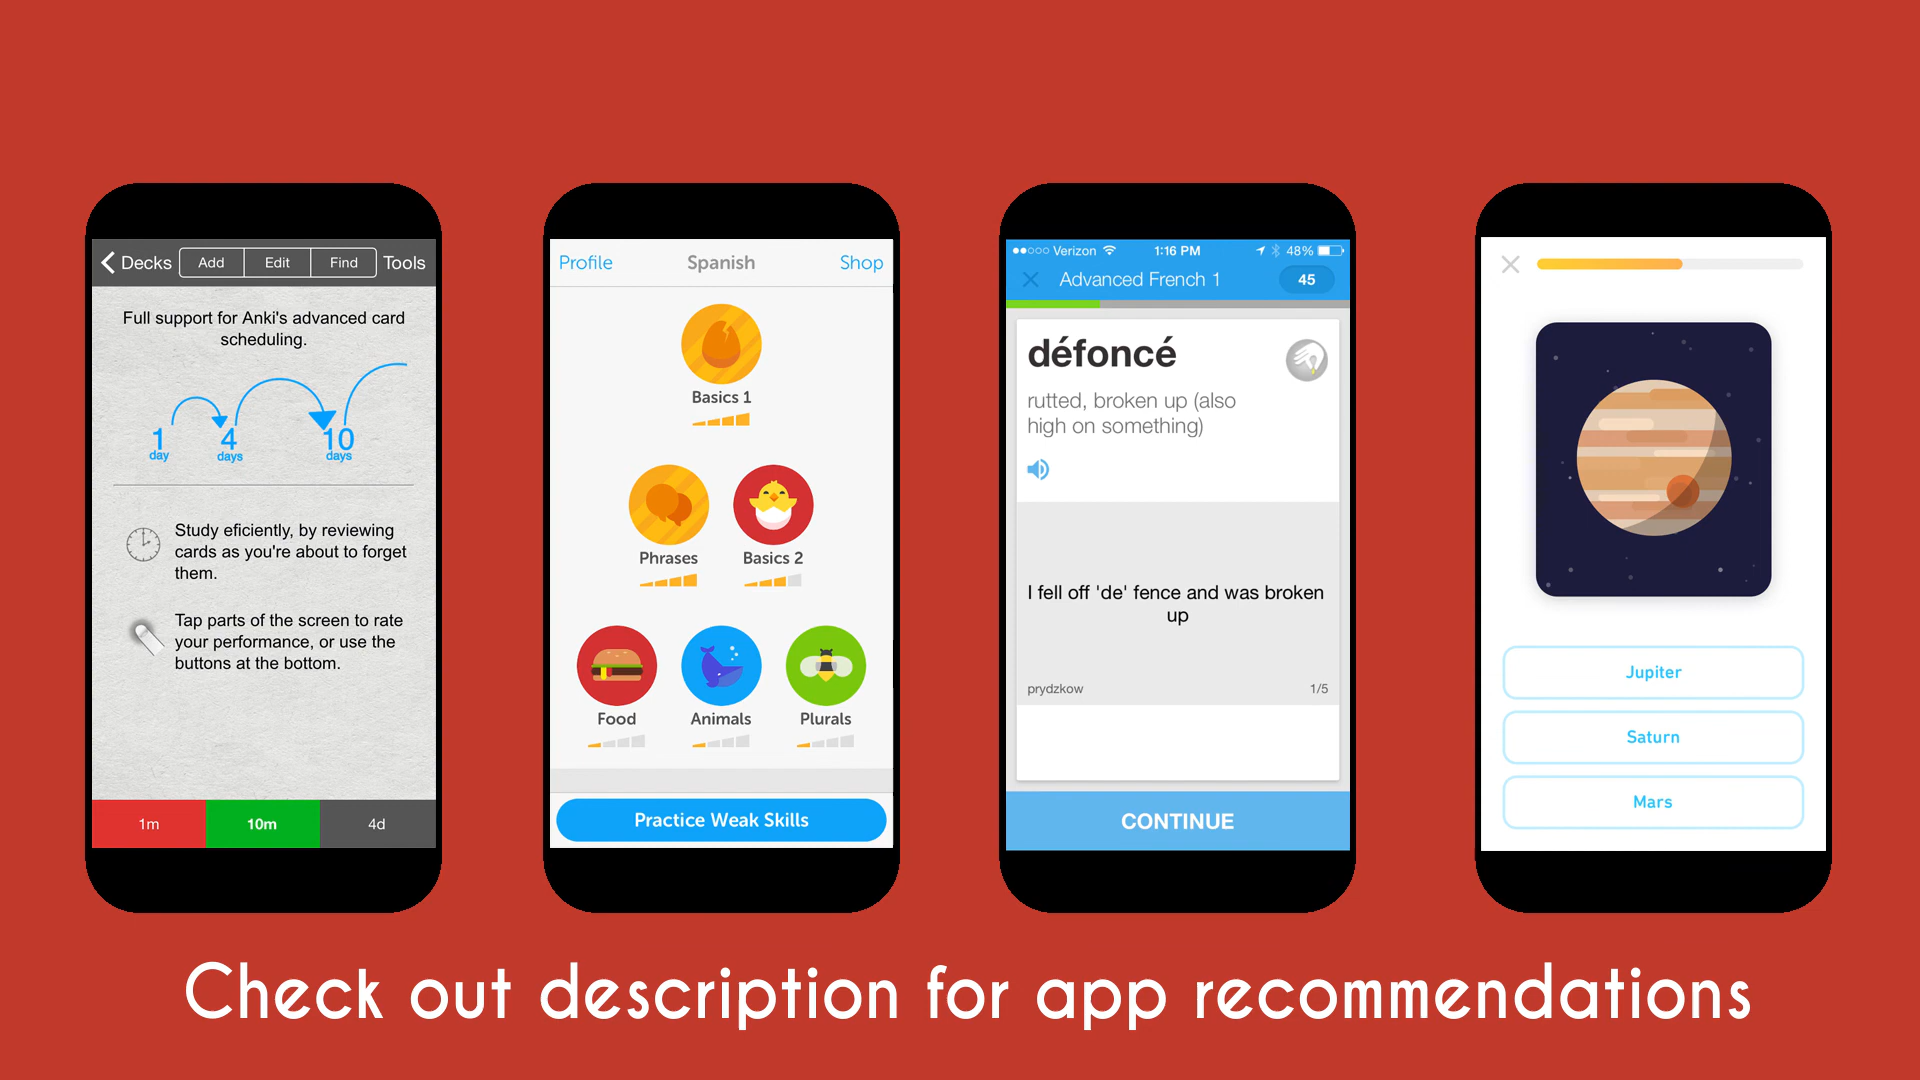 Decks Add Edit Find Tools
Full support for Anki's advanced card
scheduling.
1 4 10
day days days
Study eficiently, by reviewing
cards as you're about to forget
them.
Tap parts of the screen to rate
your performance, or use the
buttons at the bottom.
1m 10m 4d
Profile Spanish Shop
Basics 1
Phrases Basics 2
Food Animals Plurals
Practice Weak Skills
Verizon 1:16 PM 48%
Advanced French 1 45
défoncé
rutted, broken up (also
high on something)
I fell off 'de' fence and was broken
up
prydzkow 1/5
CONTINUE
Jupiter
Saturn
Mars
Check out description for app recommendations